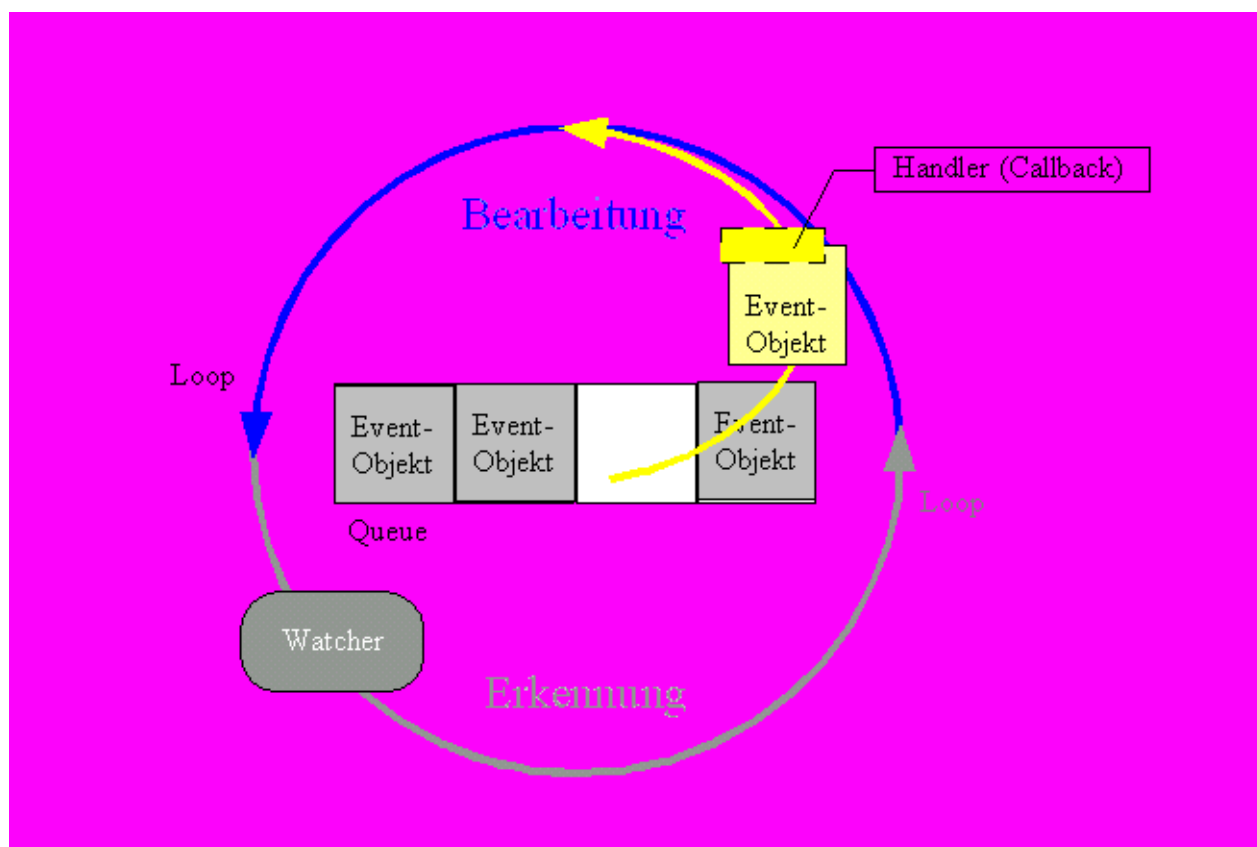 Handler (Callback)
Bearbeitung
Event-
Objekt
Loop
Event-
Objekt
Event-
Objekt
Event-
Objekt
Loop
Queue
Watcher
Erkennung